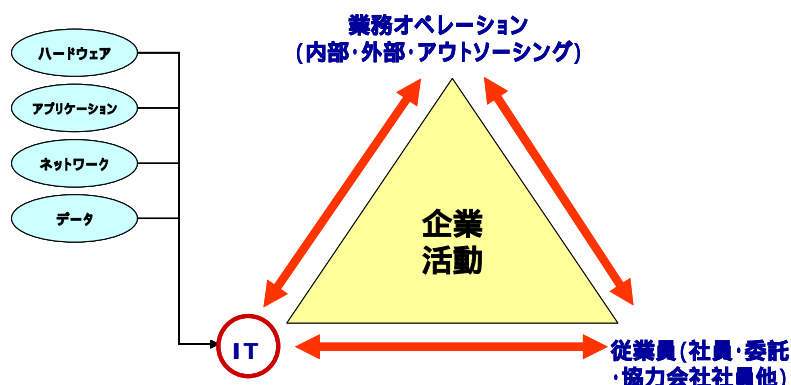 業務オペレーション
(内部･外部･アウトソーシング)
ハードウェア
アプリケーション
ネットワーク
データ
企業
活動
IT
従業員(社員･委託
･協力会社社員他)